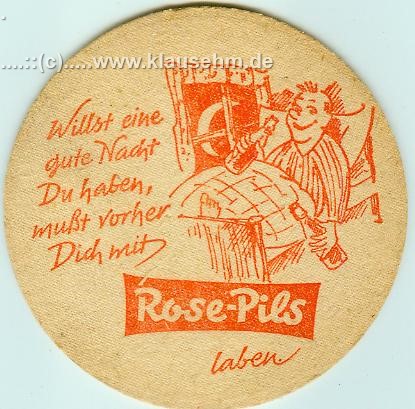 ....::(c).....www.klausehm.de
Willst eine
gute Nacht
Du haben,
mußt vorher
Dich mit
Rose-Pils
laben.